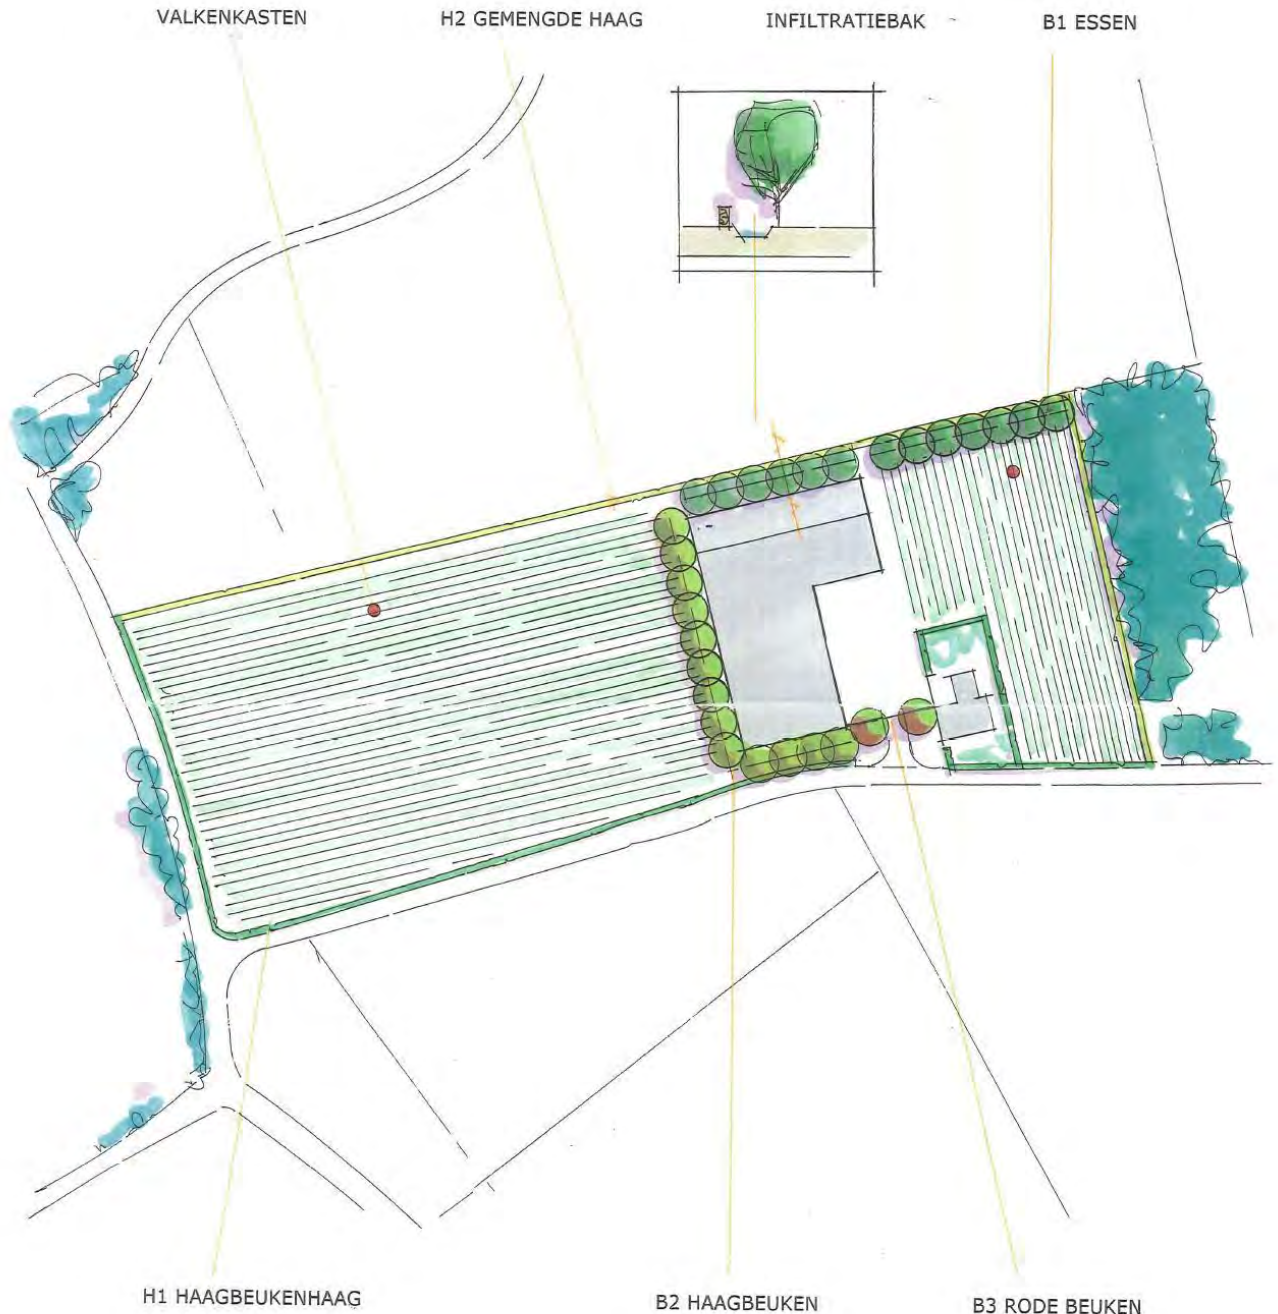 VALKENKASTEN
H2 GEMENGDE HAAG
INFILTRATIEBAK
B1 ESSEN
H1 HAAGBEUKENHAAG
B2 HAAGBEUKEN
B3 RODE BEUKEN